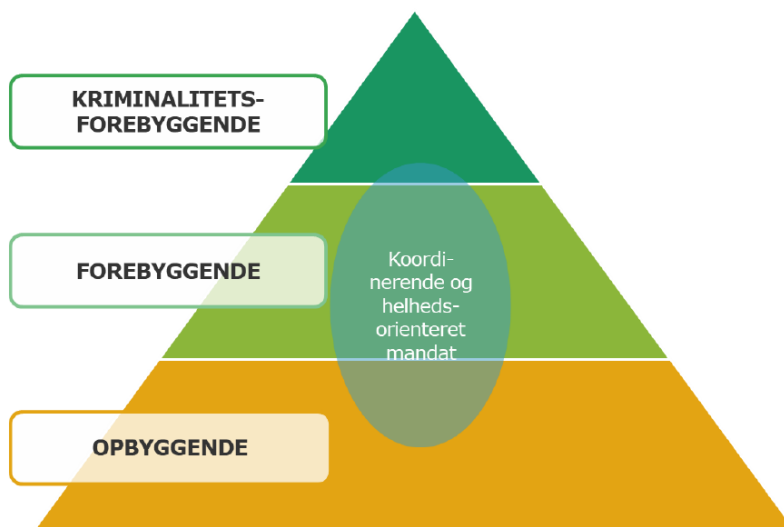 KRIMINALITETS-
FOREBYGGENDE
FOREBYGGENDE
Koordi-
nerende og
helheds-
orienteret
mandat
OPBYGGENDE